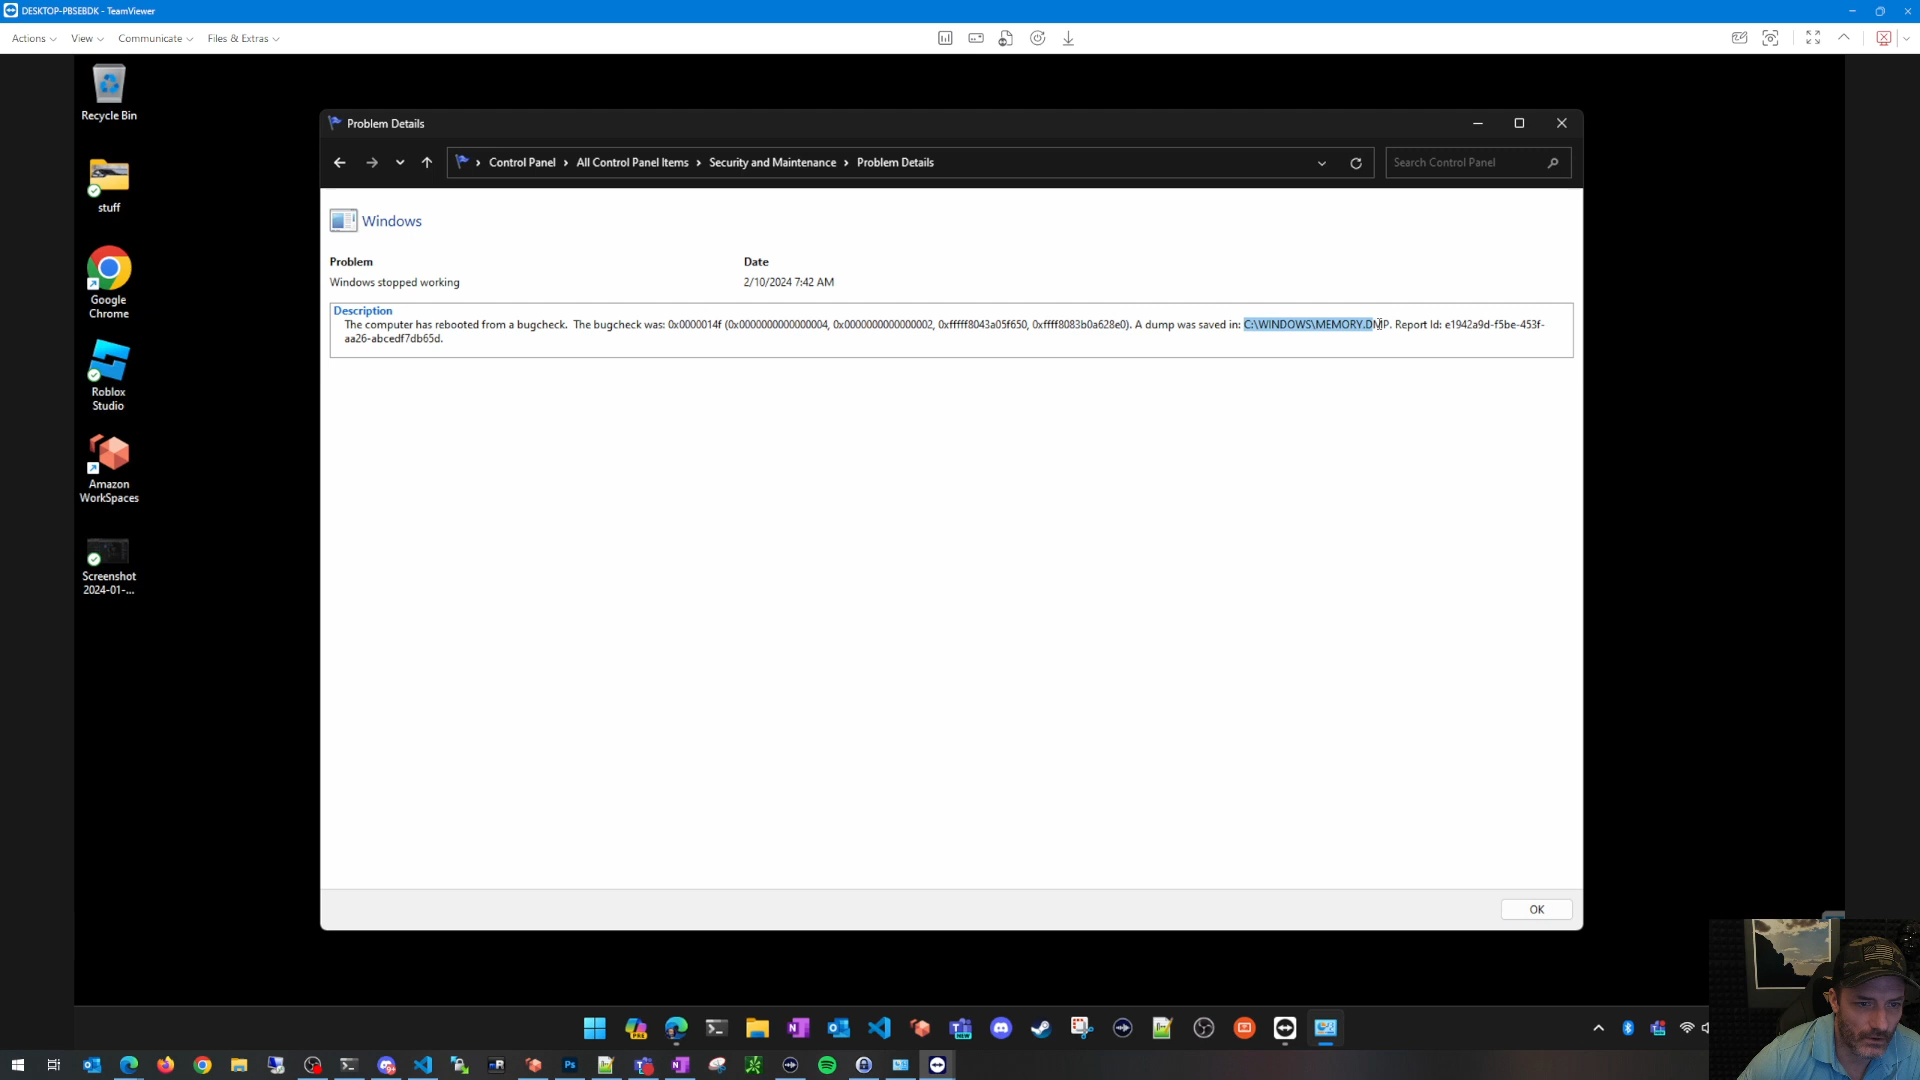 DESKTOP-PBSEBDK - TeamViewer
Actions View Communicate Files & Extras
Recycle Bin
stuff
Google
Chrome
Roblox
Studio
Amazon
WorkSpaces
Screenshot
2024-01-...
Problem Details
Control Panel › All Control Panel Items › Security and Maintenance › Problem Details
Search Control Panel
Windows
Problem Date
Windows stopped working 2/10/2024 7:42 AM
Description
The computer has rebooted from a bugcheck. The bugcheck was: 0x0000014f (0x0000000000000004, 0x0000000000000002, 0xfffff8043a05f650, 0xffff8083b0a628e0). A dump was saved in: C:\WINDOWS\MEMORY.DMP. Report Id: e1942a9d-f5be-453f-
aa26-abcedf7db65d.
OK